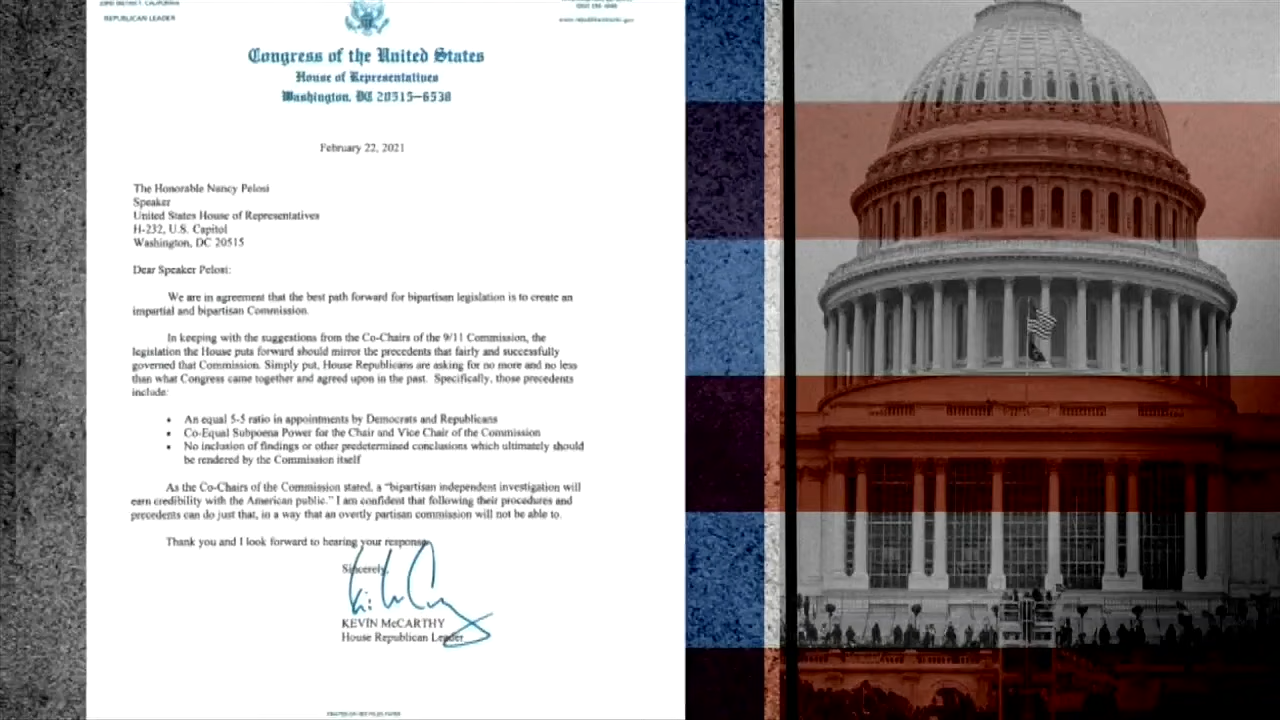 23RD DISTRICT, CALIFORNIA
REPUBLICAN LEADER
Congress of the United States
House of Representatives
Washington, DC 20515–6538
February 22, 2021
The Honorable Nancy Pelosi
Speaker
United States House of Representatives
H-232, U.S. Capitol
Washington, DC 20515
Dear Speaker Pelosi:
We are in agreement that the best path forward for bipartisan legislation is to create an
impartial and bipartisan Commission.
In keeping with the suggestions from the Co-Chairs of the 9/11 Commission, the
legislation the House puts forward should mirror the precedents that fairly and successfully
governed that Commission. Simply put, House Republicans are asking for no more and no less
than what Congress came together and agreed upon in the past. Specifically, those precedents
include:
• An equal 5-5 ratio in appointments by Democrats and Republicans
• Co-Equal Subpoena Power for the Chair and Vice Chair of the Commission
• No inclusion of findings or other predetermined conclusions which ultimately should
be rendered by the Commission itself
As the Co-Chairs of the Commission stated, a “bipartisan independent investigation will
earn credibility with the American public.” I am confident that following their procedures and
precedents can do just that, in a way that an overtly partisan commission will not be able to.
Thank you and I look forward to hearing your response.
Sincerely,
KEVIN McCARTHY
House Republican Leader